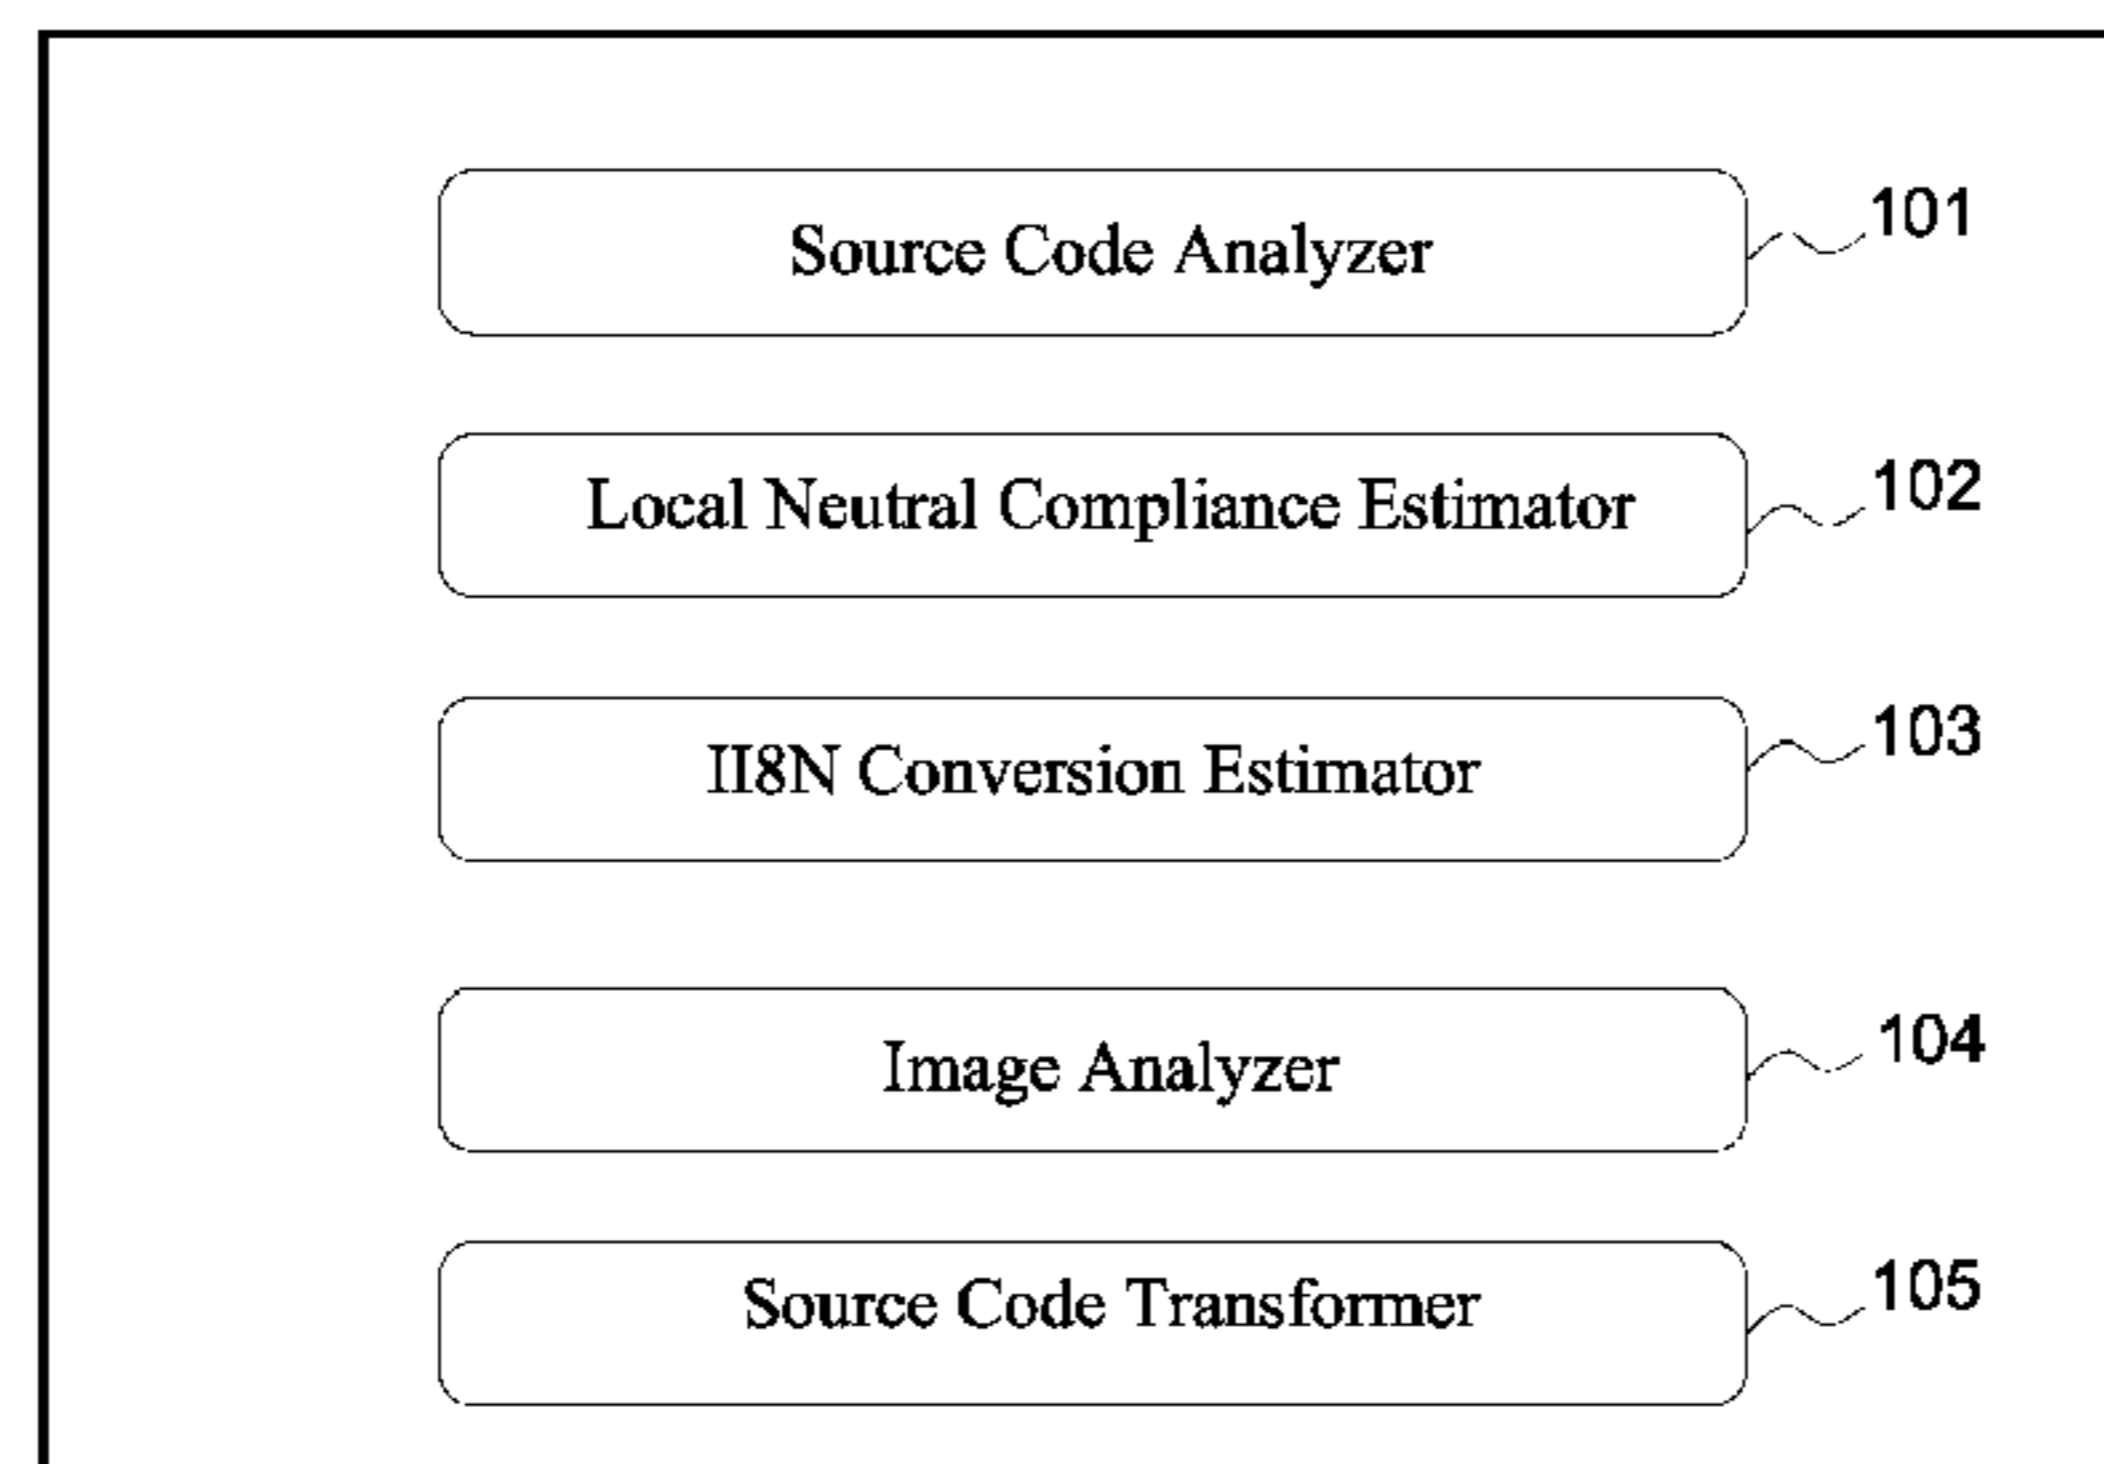 Source Code Analyzer 101
Local Neutral Compliance Estimator 102
II8N Conversion Estimator 103
Image Analyzer 104
Source Code Transformer 105